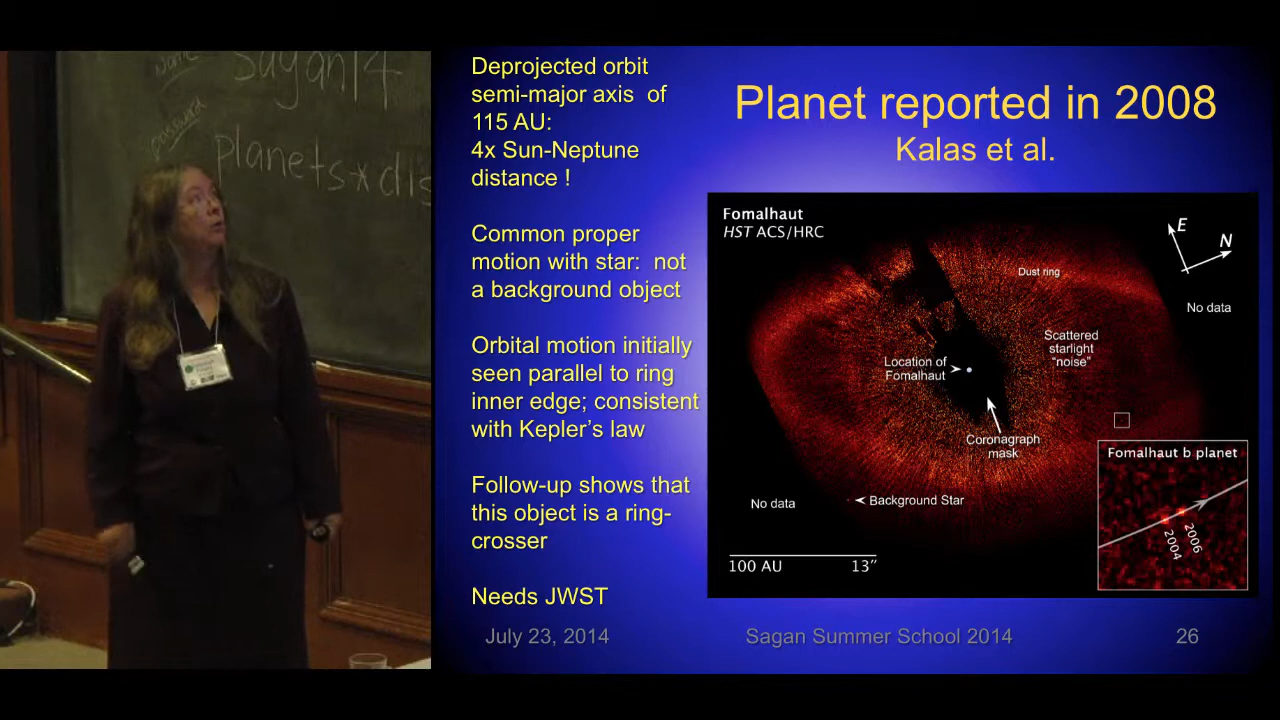 Name
Sagan14
password
planets*dis
Deprojected orbit
semi-major axis of
115 AU:
4x Sun-Neptune
distance !
Common proper
motion with star: not
a background object
Orbital motion initially
seen parallel to ring
inner edge; consistent
with Kepler's law
Follow-up shows that
this object is a ring-
crosser
Needs JWST
Planet reported in 2008
Kalas et al.
Fomalhaut
HST ACS/HRC
E
N
Dust ring
No data
Scattered
starlight
"noise"
Location of
Fomalhaut
Coronagraph
mask
No data
Background Star
100 AU
13″
Fomalhaut b planet
2004
2006
July 23, 2014
Sagan Summer School 2014
26